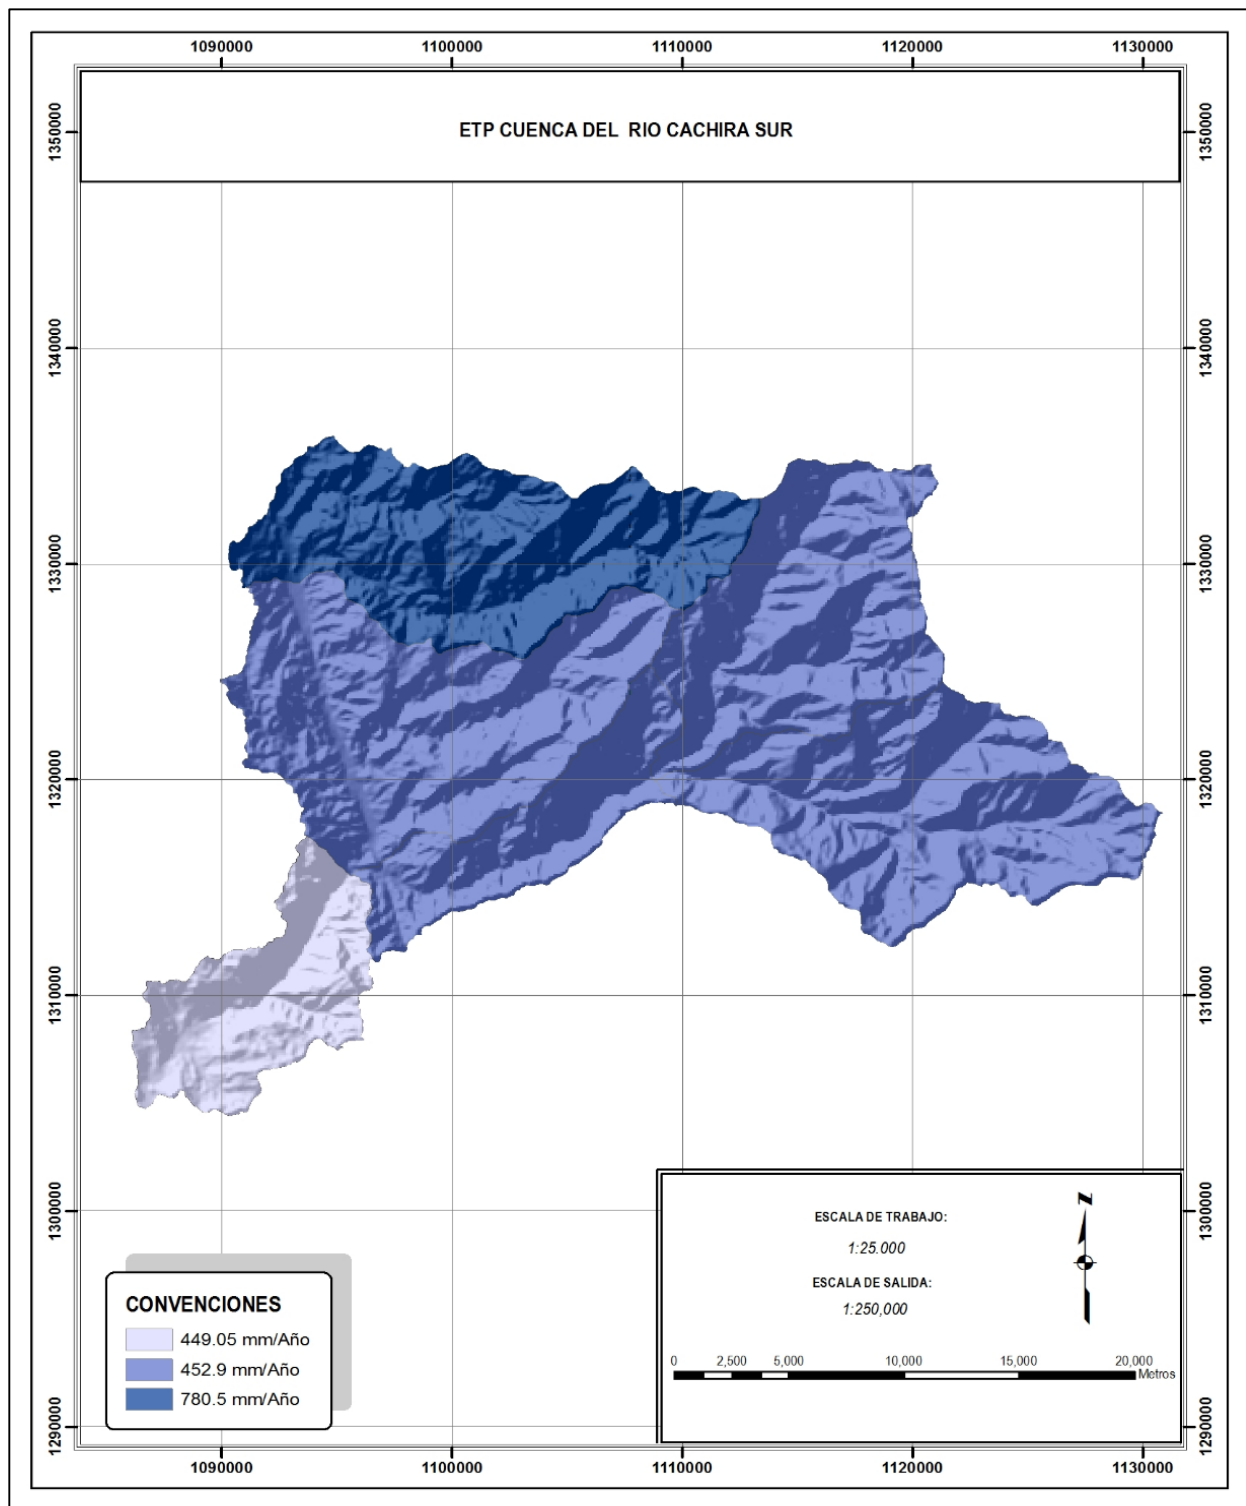 1090000 1100000 1110000 1120000 1130000
ETP CUENCA DEL RIO CACHIRA SUR
1350000 1350000
1340000 1340000
1330000 1330000
1320000 1320000
1310000 1310000
1300000 1300000
1290000 1290000
CONVENCIONES
449.05 mm/Año
452.9 mm/Año
780.5 mm/Año
ESCALA DE TRABAJO:
1:25.000
ESCALA DE SALIDA:
1:250,000
N
0 2,500 5,000 10,000 15,000 20,000
Metros
1090000 1100000 1110000 1120000 1130000